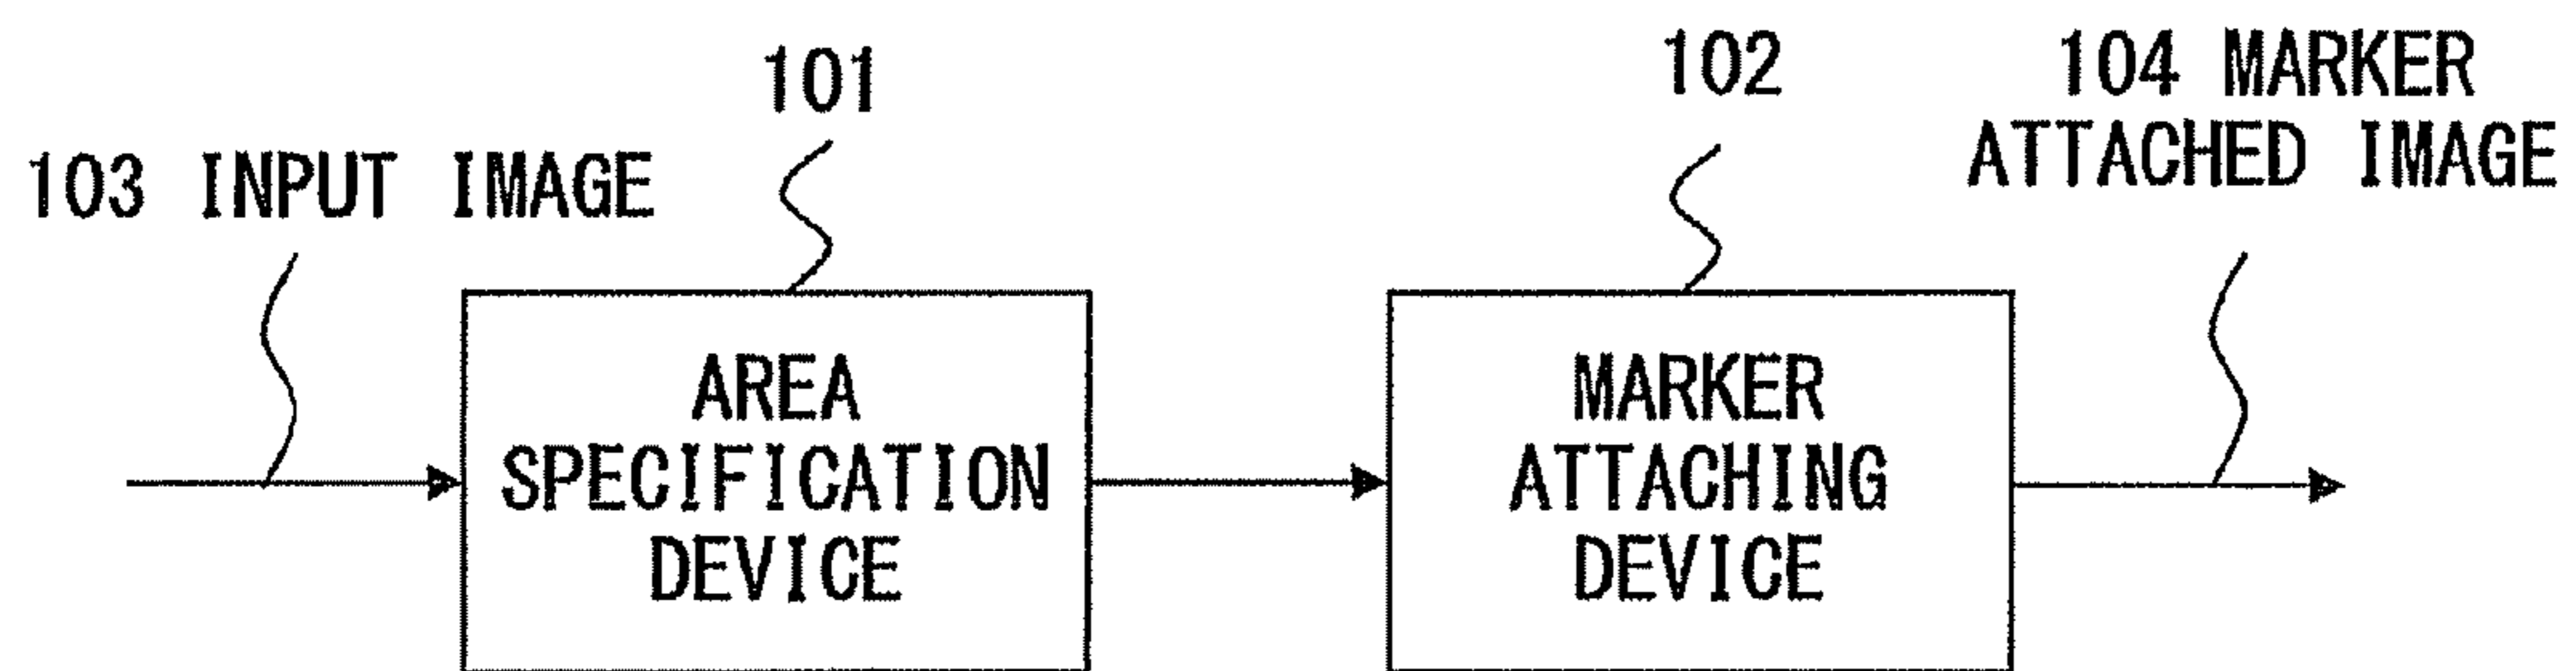 103 INPUT IMAGE
101
102
104 MARKER
ATTACHED IMAGE
AREA
SPECIFICATION
DEVICE
MARKER
ATTACHING
DEVICE